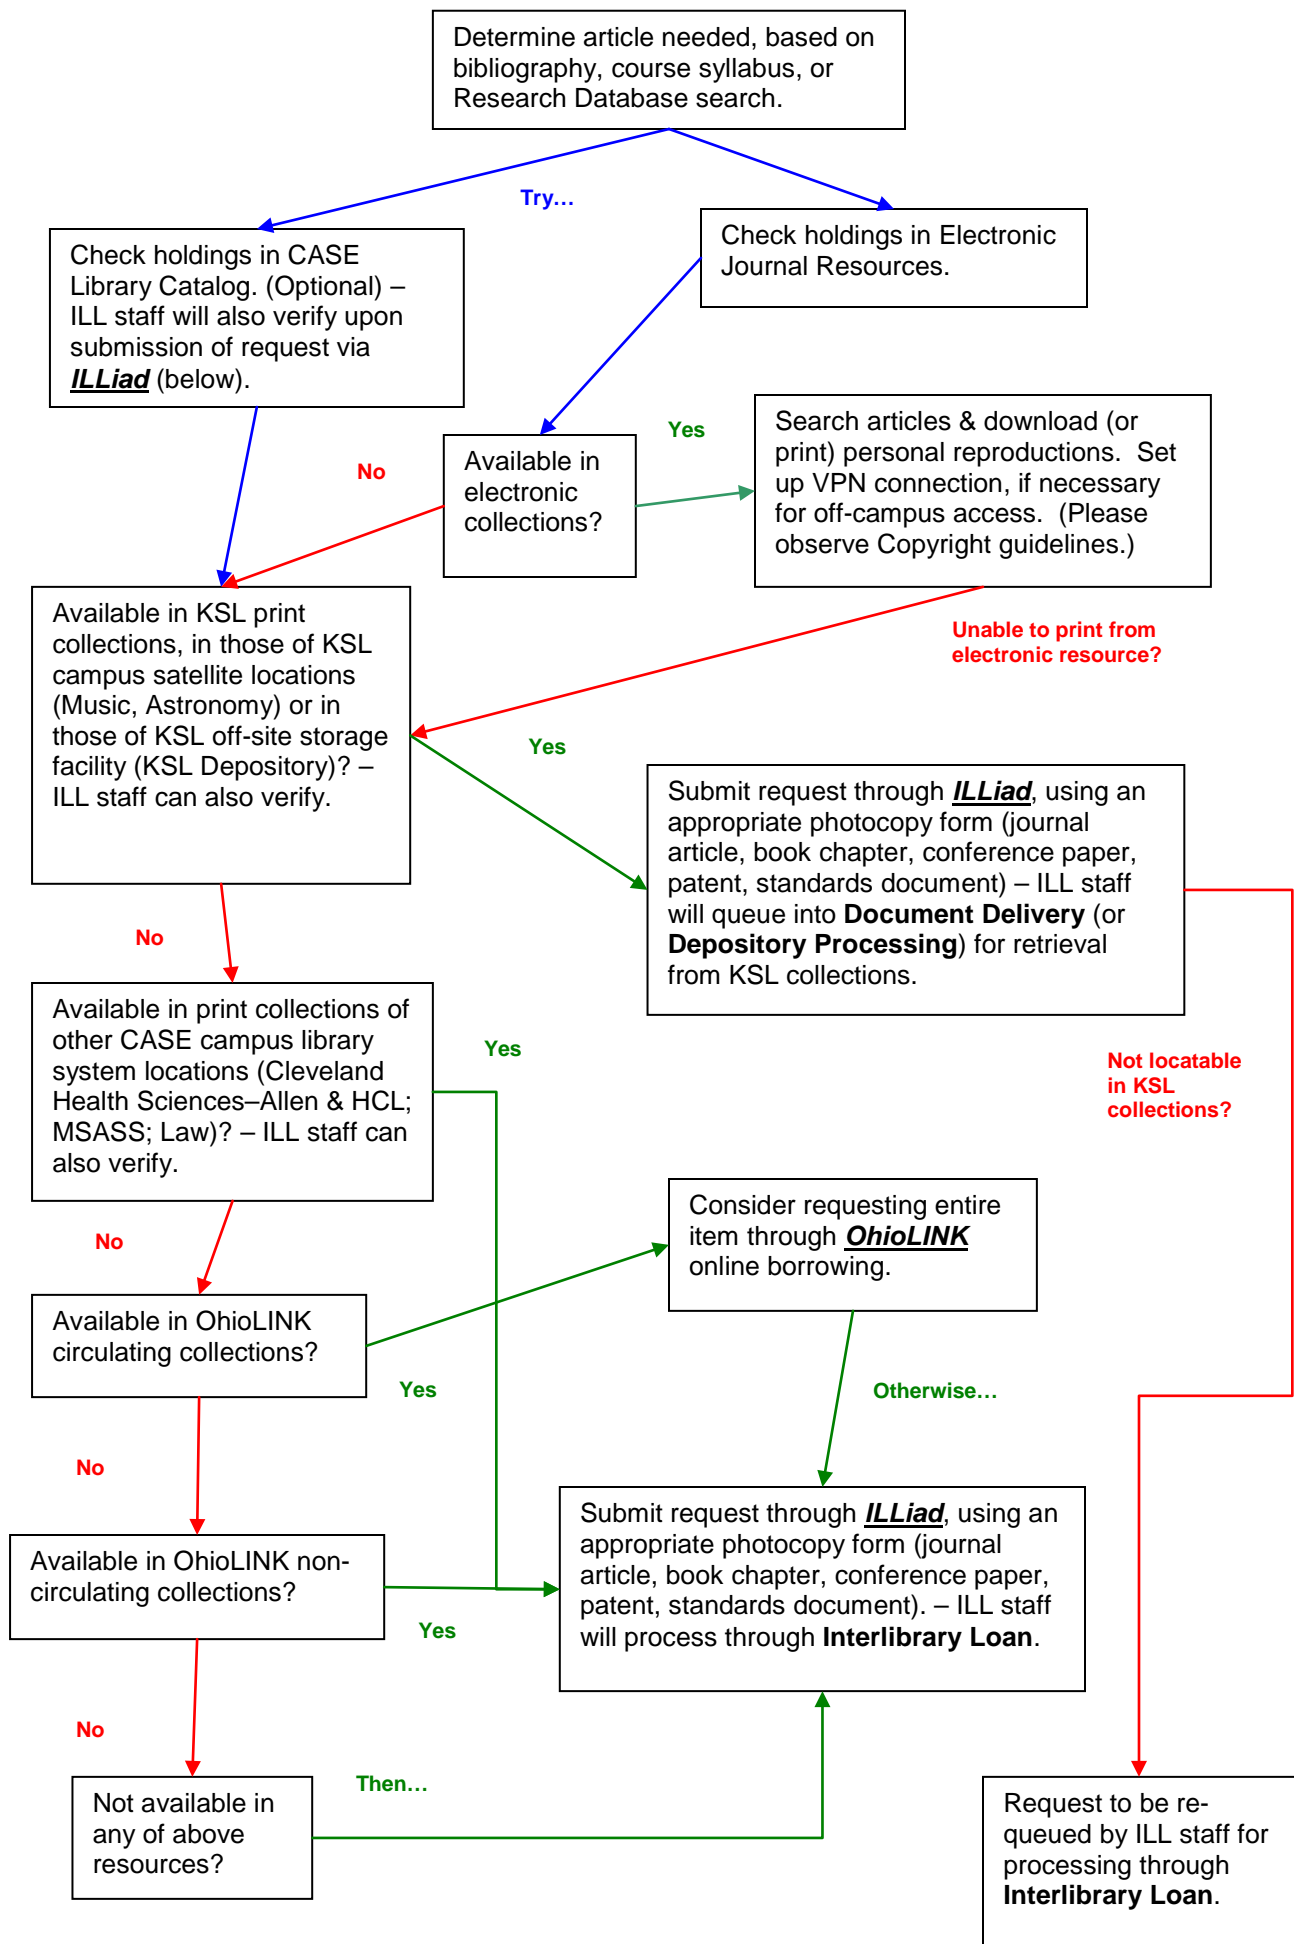 Determine article needed, based on
bibliography, course syllabus, or
Research Database search.
Try…
Check holdings in CASE
Library Catalog. (Optional) –
ILL staff will also verify upon
submission of request via
ILLiad (below).
Check holdings in Electronic
Journal Resources.
No
Available in
electronic
collections?
Yes
Search articles & download (or
print) personal reproductions.  Set
up VPN connection, if necessary
for off-campus access.  (Please
observe Copyright guidelines.)
Unable to print from
electronic resource?
Available in KSL print
collections, in those of KSL
campus satellite locations
(Music, Astronomy) or in
those of KSL off-site storage
facility (KSL Depository)? –
ILL staff can also verify.
Yes
Submit request through ILLiad, using an
appropriate photocopy form (journal
article, book chapter, conference paper,
patent, standards document) – ILL staff
will queue into Document Delivery (or
Depository Processing) for retrieval
from KSL collections.
No
Not locatable
in KSL
collections?
Available in print collections of
other CASE campus library
system locations (Cleveland
Health Sciences–Allen & HCL;
MSASS; Law)? – ILL staff can
also verify.
Yes
No
Consider requesting entire
item through OhioLINK
online borrowing.
Available in OhioLINK
circulating collections?
Yes
Otherwise…
No
Available in OhioLINK non-
circulating collections?
Yes
Submit request through ILLiad, using an
appropriate photocopy form (journal
article, book chapter, conference paper,
patent, standards document). – ILL staff
will process through Interlibrary Loan.
No
Then…
Not available in
any of above
resources?
Request to be re-
queued by ILL staff for
processing through
Interlibrary Loan.